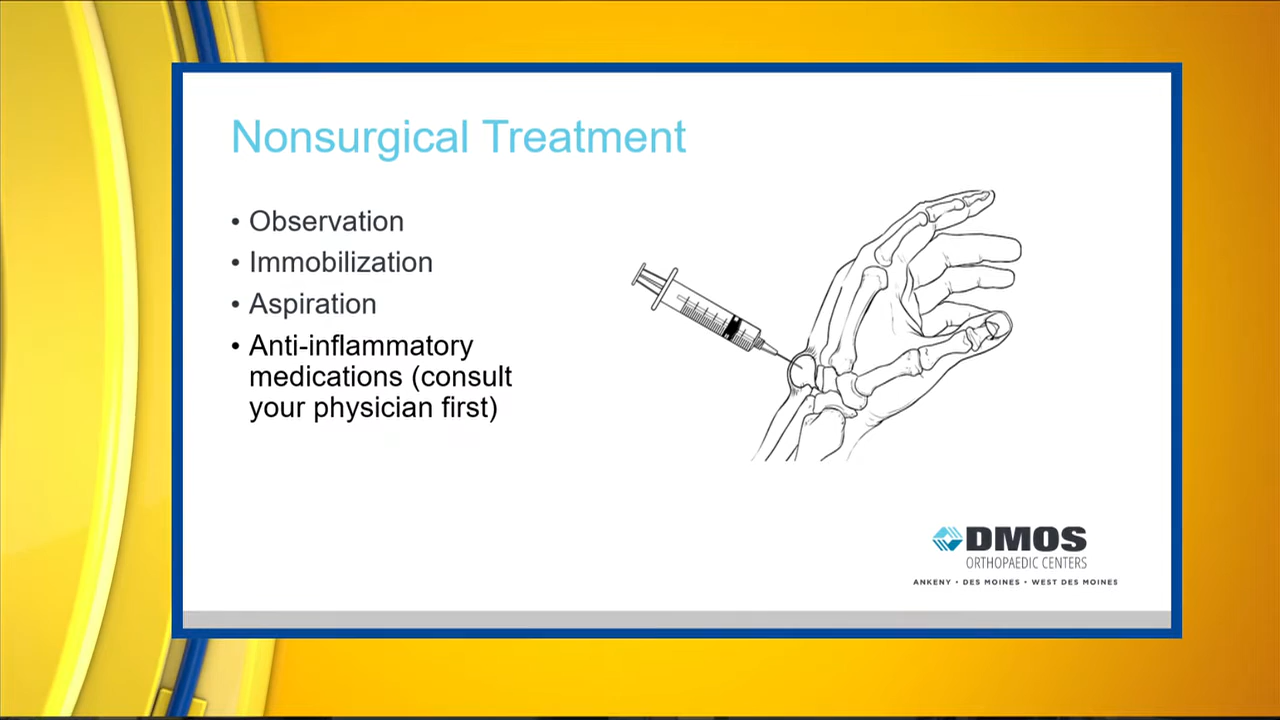 Nonsurgical Treatment
• Observation
• Immobilization
• Aspiration
• Anti-inflammatory
medications (consult
your physician first)
DMOS
ORTHOPAEDIC CENTERS
ANKENY • DES MOINES • WEST DES MOINES